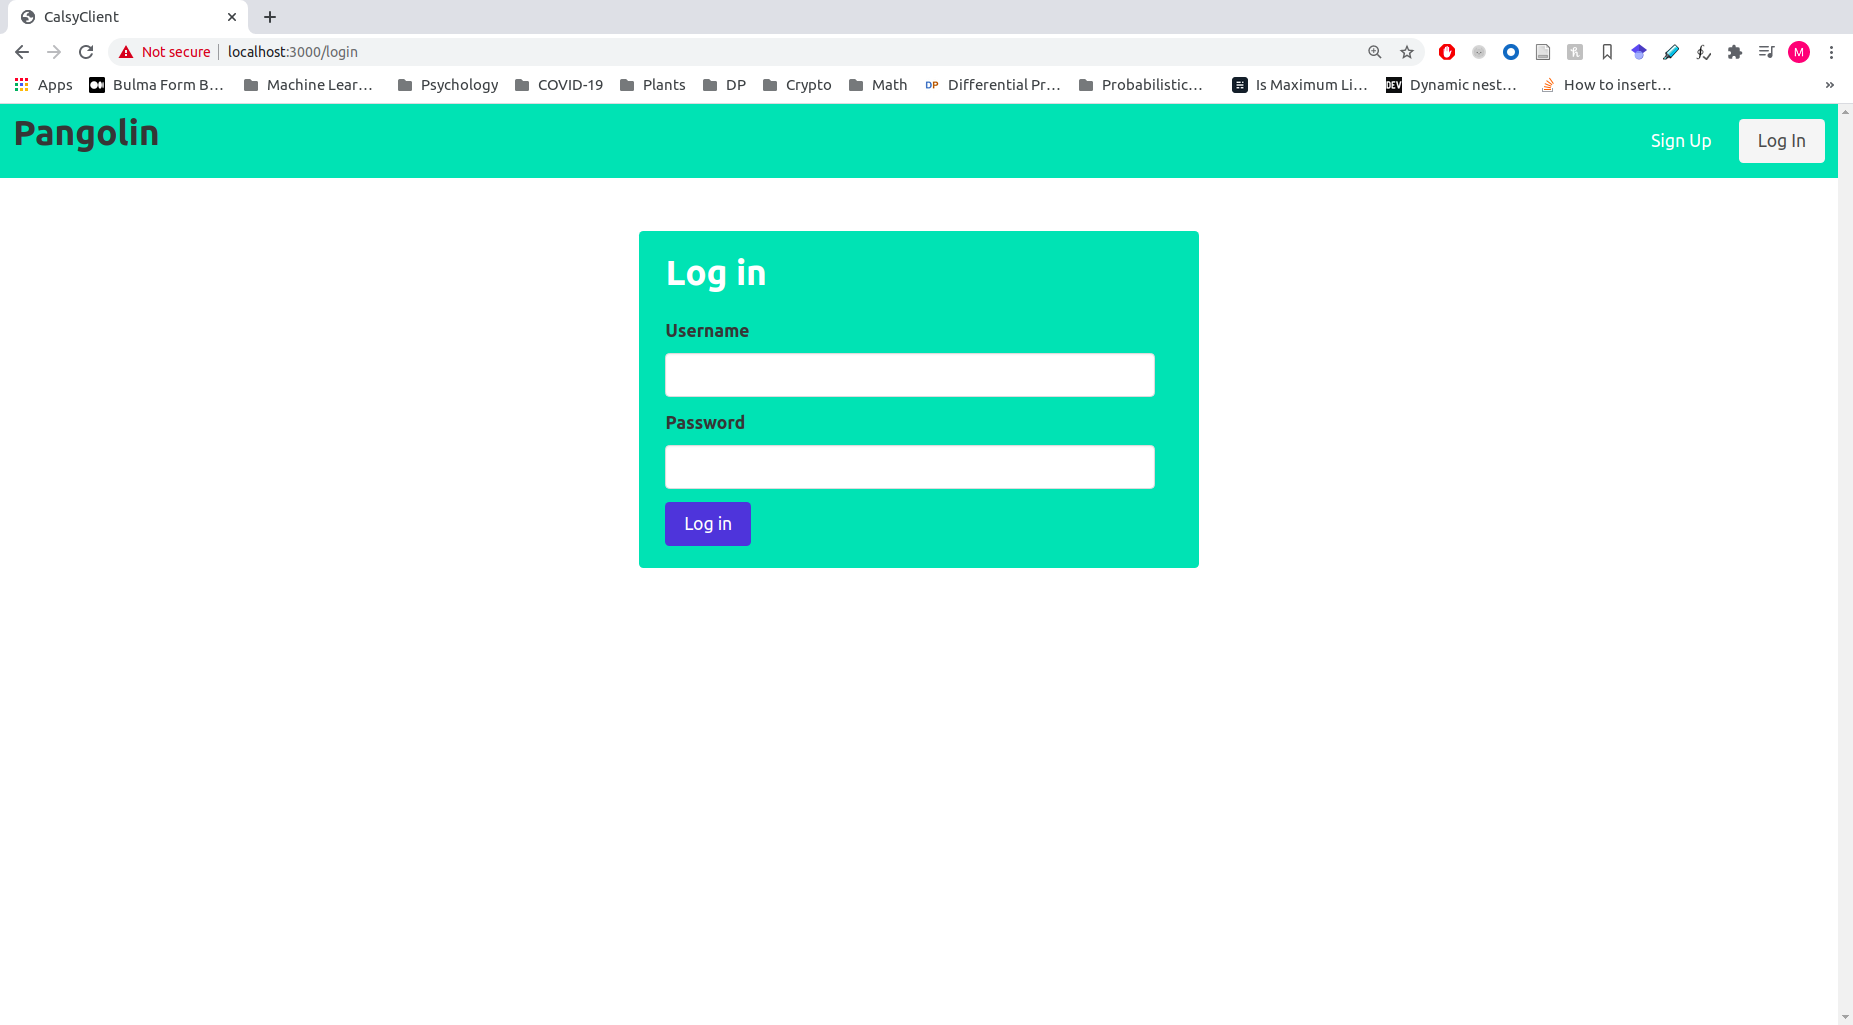 CalsyClient
Not secure localhost:3000/login
Apps Bulma Form B... Machine Lear... Psychology COVID-19 Plants DP Crypto Math DP Differential Pr... Probabilistic... Is Maximum Li... DEV Dynamic nest... How to insert... »
Pangolin Sign Up Log In
Log in
Username
Password
Log in
M